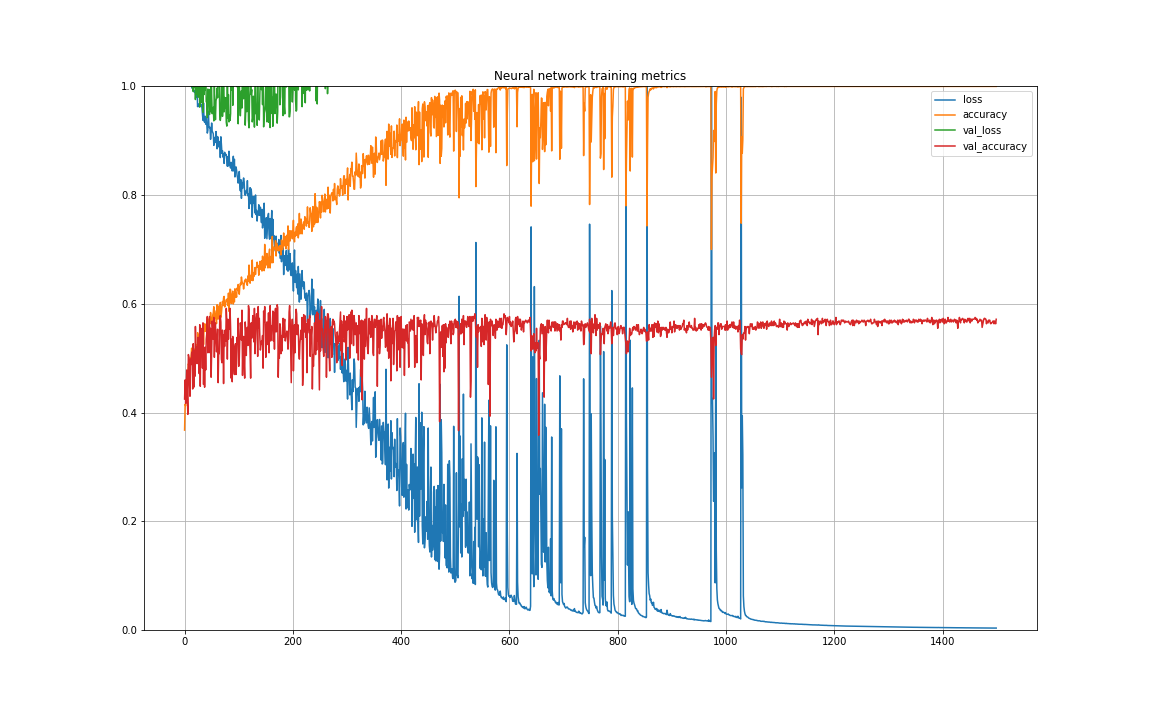 Neural network training metrics
1.0
loss
accuracy
val_loss
val_accuracy
0.8
0.6
0.4
0.2
0.0
0 200 400 600 800 1000 1200 1400